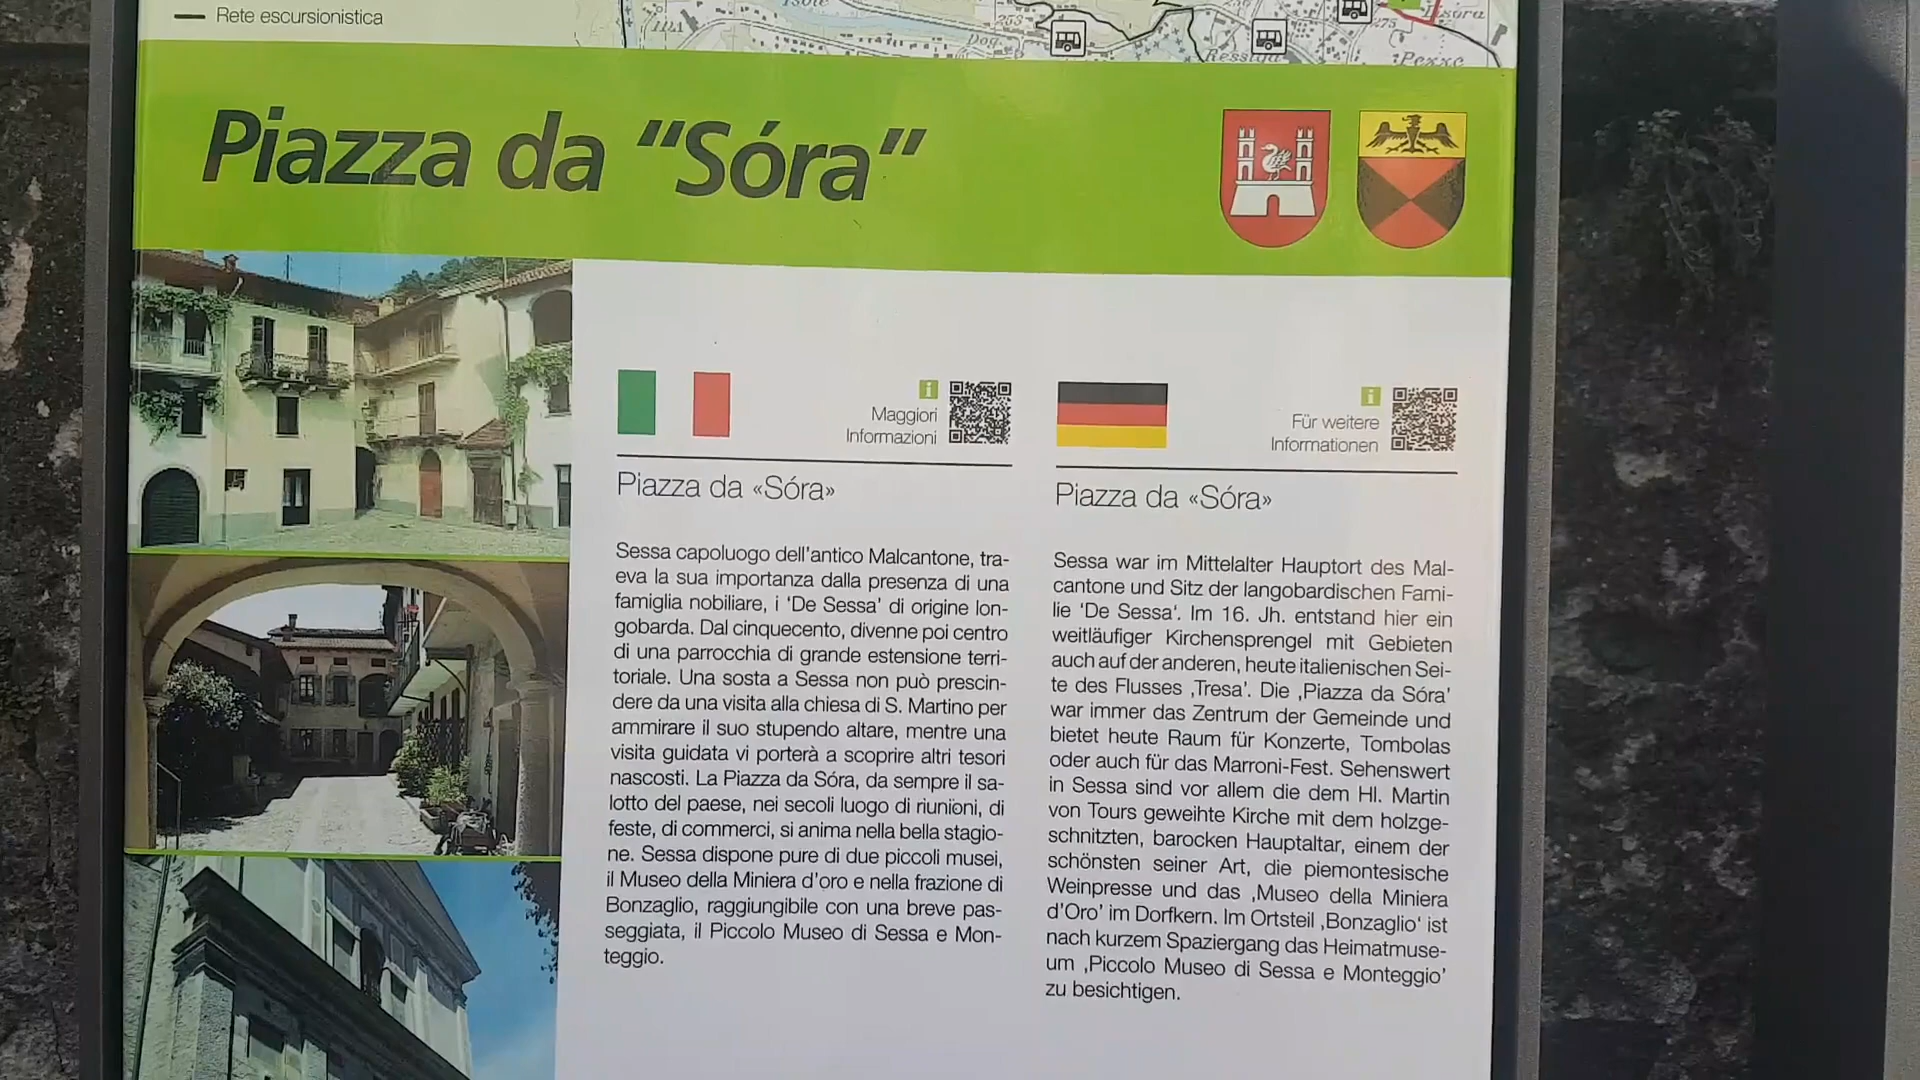 Rete escursionistica
253
Piazza da “Sóra”
Maggiori
Informazioni
Piazza da «Sóra»
Sessa capoluogo dell'antico Malcantone, tra-
eva la sua importanza dalla presenza di una
famiglia nobiliare, i ‘De Sessa’ di origine lon-
gobarda. Dal cinquecento, divenne poi centro
di una parrocchia di grande estensione terri-
toriale. Una sosta a Sessa non può prescin-
dere da una visita alla chiesa di S. Martino per
ammirare il suo stupendo altare, mentre una
visita guidata vi porterà a scoprire altri tesori
nascosti. La Piazza da Sóra, da sempre il sa-
lotto del paese, nei secoli luogo di riunioni, di
feste, di commerci, si anima nella bella stagio-
ne. Sessa dispone pure di due piccoli musei,
il Museo della Miniera d'oro e nella frazione di
Bonzaglio, raggiungibile con una breve pas-
seggiata, il Piccolo Museo di Sessa e Mon-
teggio.
Für weitere
Informationen
Piazza da «Sóra»
Sessa war im Mittelalter Hauptort des Mal-
cantone und Sitz der langobardischen Fami-
lie ‘De Sessa‘. Im 16. Jh. entstand hier ein
weitläufiger Kirchensprengel mit Gebieten
auch auf der anderen, heute italienischen Sei-
te des Flusses ‚Tresa’. Die ‚Piazza da Sóra’
war immer das Zentrum der Gemeinde und
bietet heute Raum für Konzerte, Tombolas
oder auch für das Marroni-Fest. Sehenswert
in Sessa sind vor allem die dem Hl. Martin
von Tours geweihte Kirche mit dem holzge-
schnitzten, barocken Hauptaltar, einem der
schönsten seiner Art, die piemontesische
Weinpresse und das ‚Museo della Miniera
d'Oro’ im Dorfkern. Im Ortsteil ‚Bonzaglio‘ ist
nach kurzem Spaziergang das Heimatmuse-
um ‚Piccolo Museo di Sessa e Monteggio’
zu besichtigen.